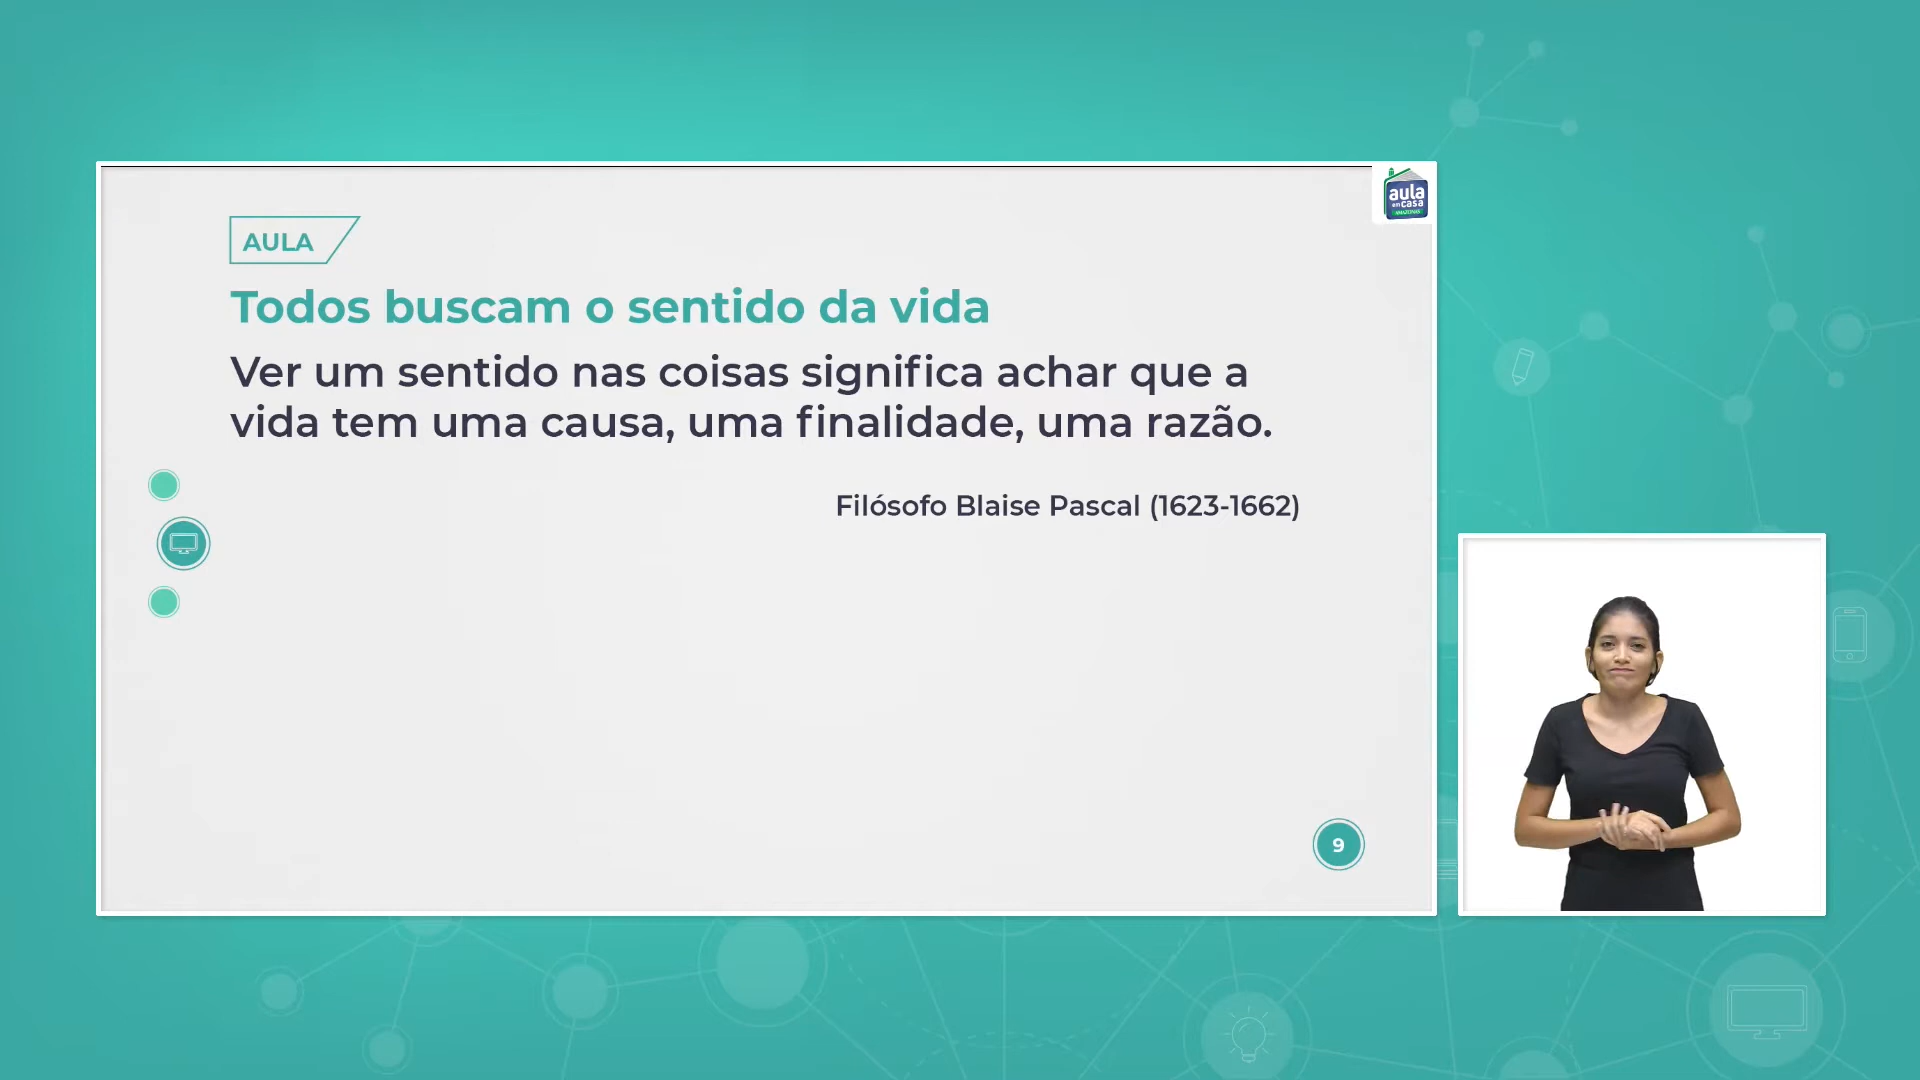 aula
em casa
AMAZONAS
AULA
Todos buscam o sentido da vida
Ver um sentido nas coisas significa achar que a
vida tem uma causa, uma finalidade, uma razão.
Filósofo Blaise Pascal (1623-1662)
9